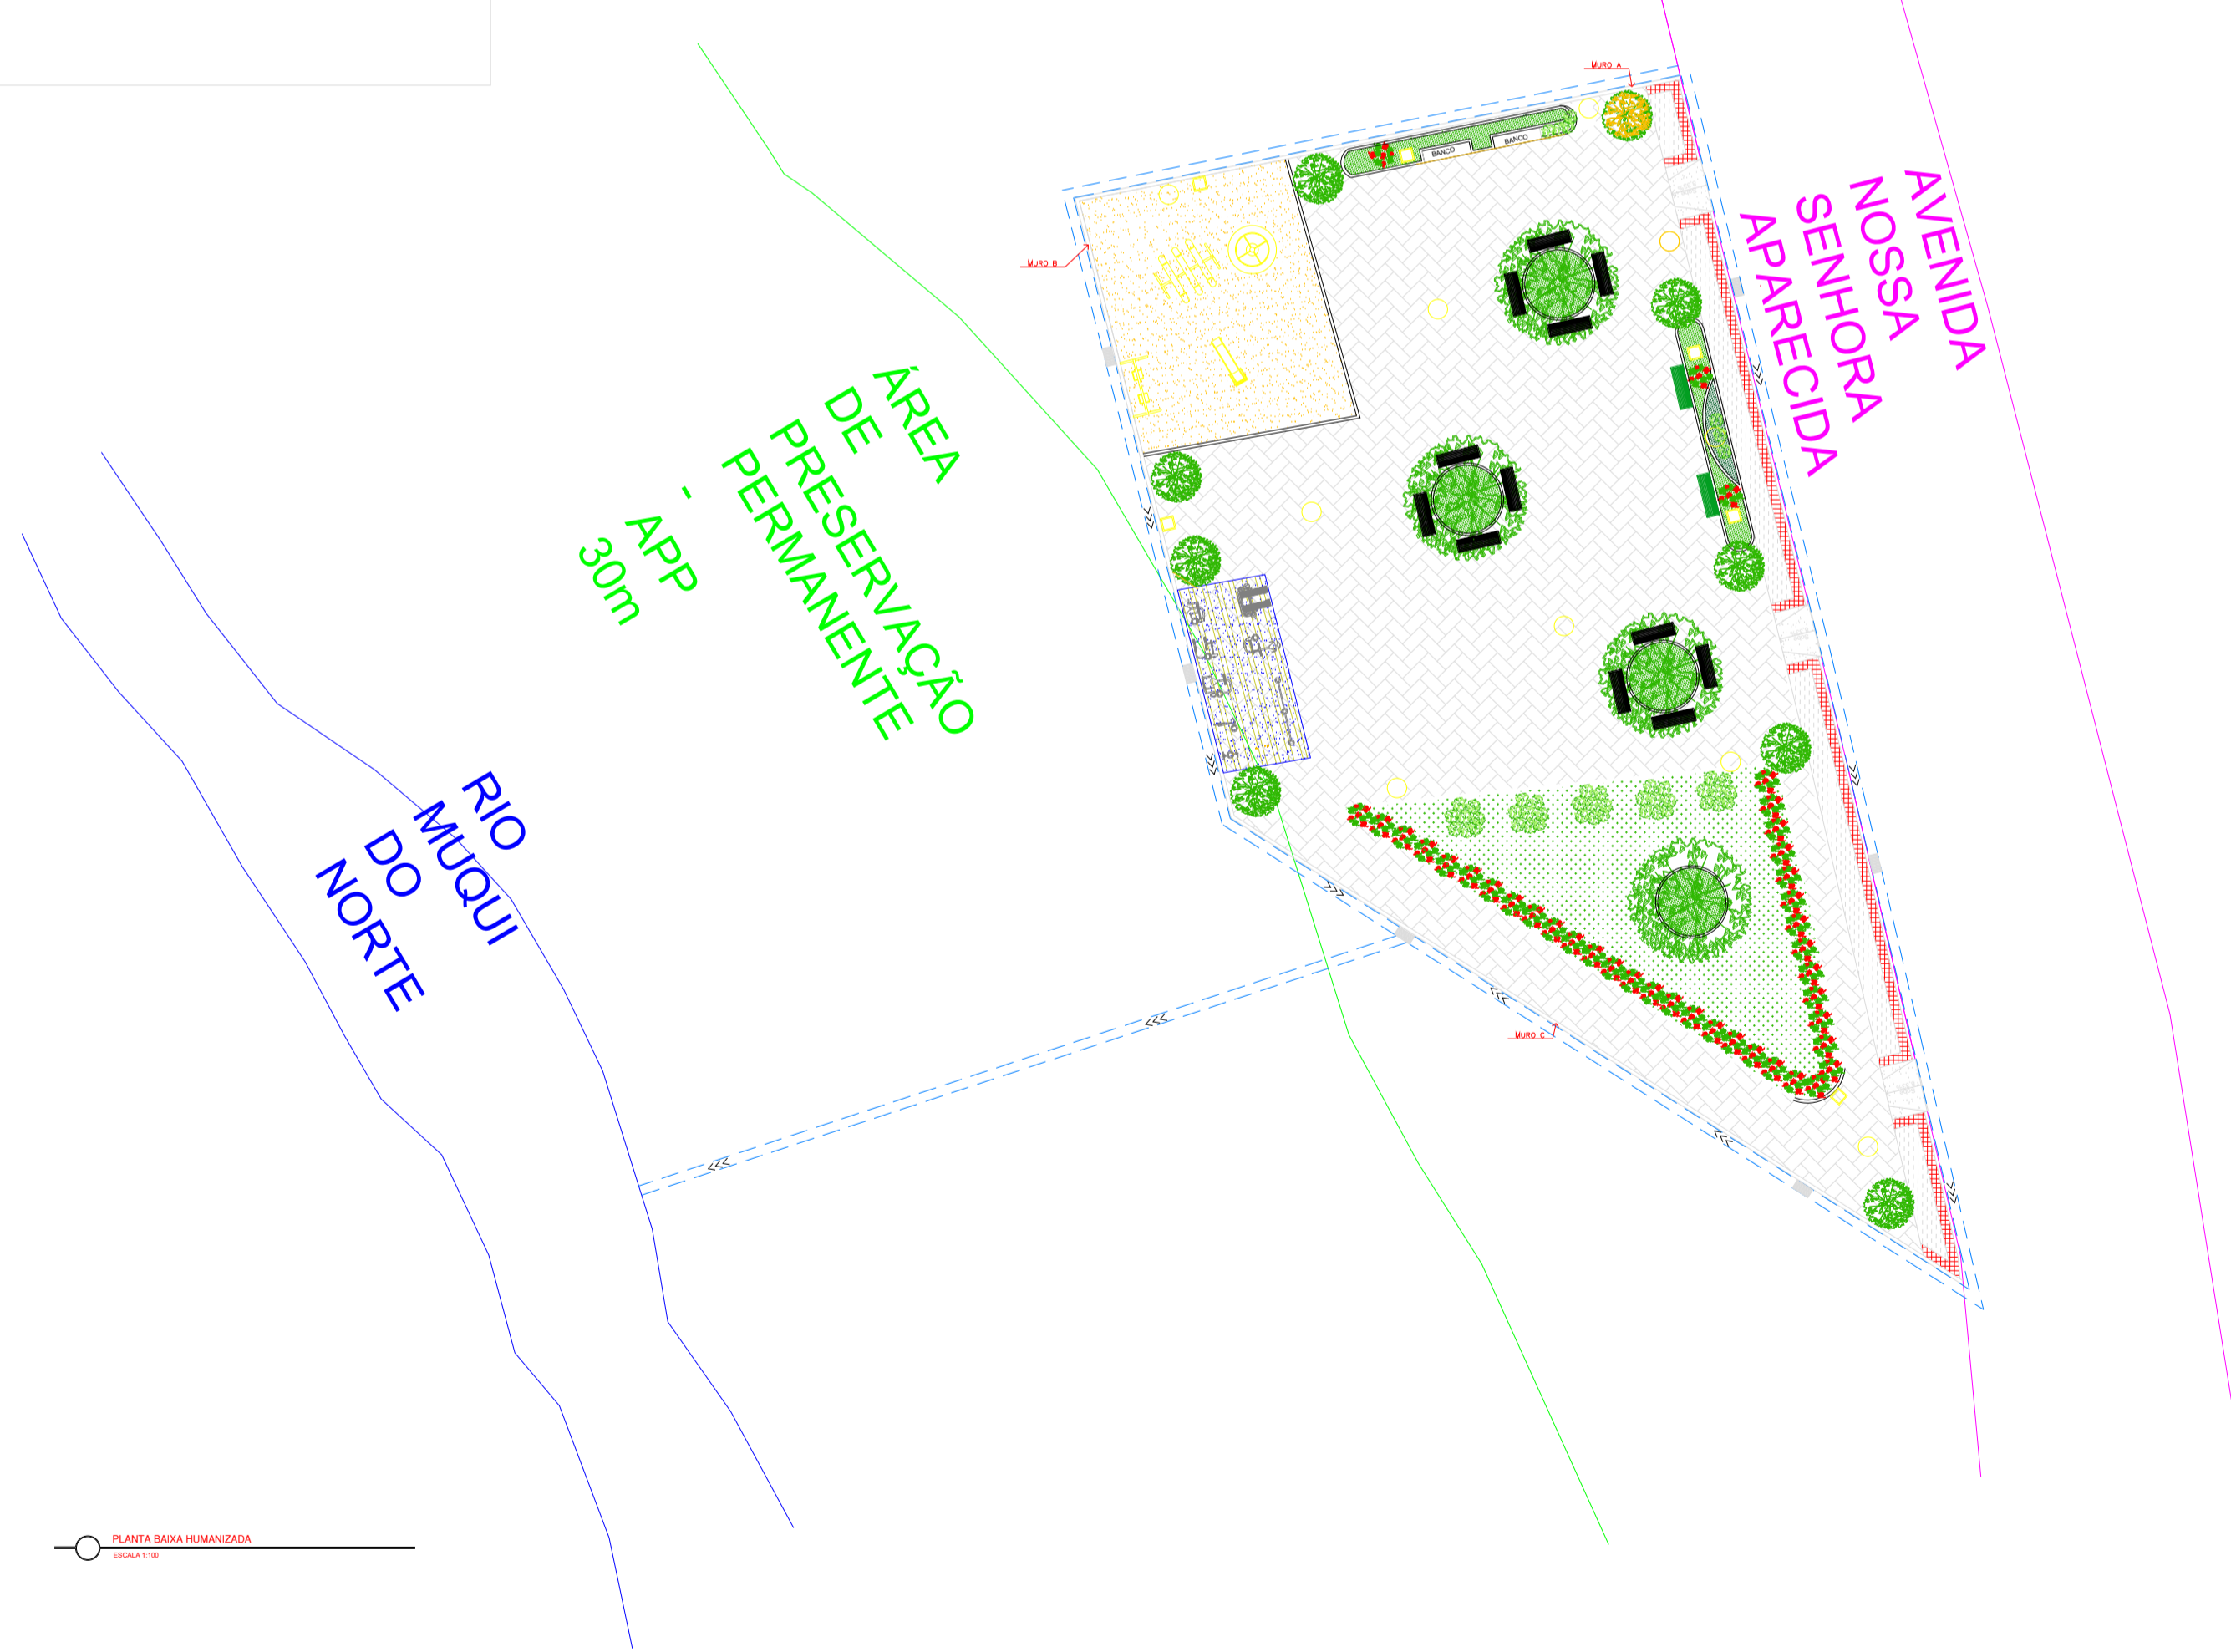 MURO A
BANCO
BANCO
MURO B
AVENIDA
NOSSA
SENHORA
APARECIDA
ÁREA
DE
PRESERVAÇÃO
PERMANENTE
-
APP
30m
RIO
MUQUI
DO
NORTE
MURO C
PLANTA BAIXA HUMANIZADA
ESCALA 1:100